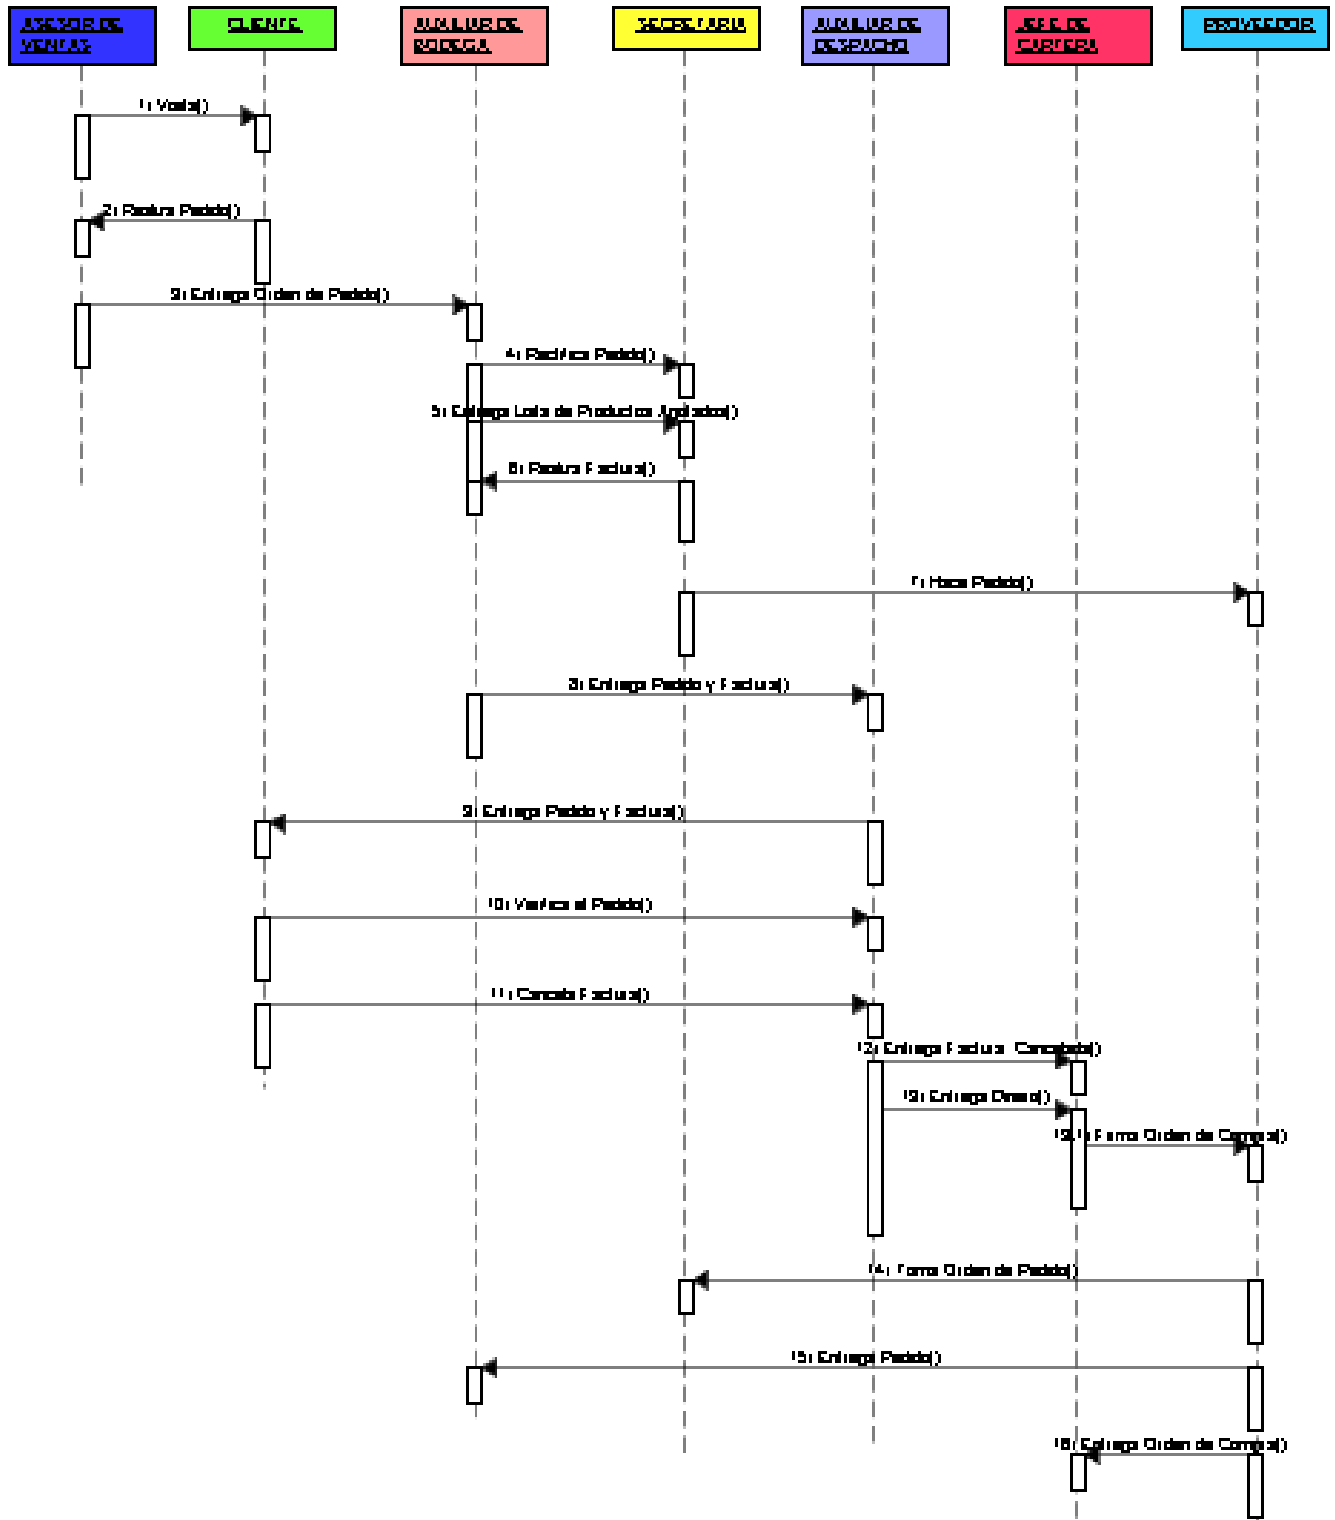 ASESOR DE
VENTAS
CLIENTE
AUXILIAR DE
BODEGA
SECRETARIA
AUXILIAR DE
DESPACHO
JEFE DE
CARTERA
PROVEEDOR
1: Visita()
2: Realiza Pedido()
3: Entrega Orden de Pedido()
4: Rectifica Pedido()
5: Entrega Lista de Productos Agotados()
6: Realiza Factura()
7: Hace Pedido()
8: Entrega Pedido y Factura()
9: Entrega Pedido y Factura()
10: Verifica el Pedido()
11: Cancela Factura()
12: Entrega Factura Cancelada()
13: Entrega Dinero()
13.1: Firma Orden de Compra()
14: Toma Orden de Pedido()
15: Entrega Pedido()
16: Entrega Orden de Compra()